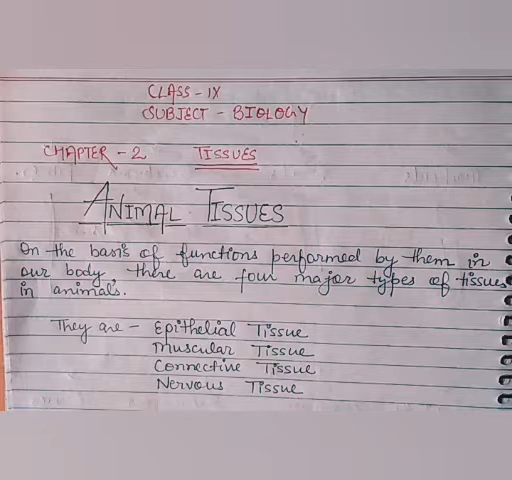 CLASS - IX
SUBJECT - BIOLOGY
CHAPTER - 2 TISSUES
ANIMAL TISSUES
On the basis of functions performed by them in
our body, there are four major types of tissues
in animals.
They are - Epithelial Tissue
Muscular Tissue
Connective Tissue
Nervous Tissue